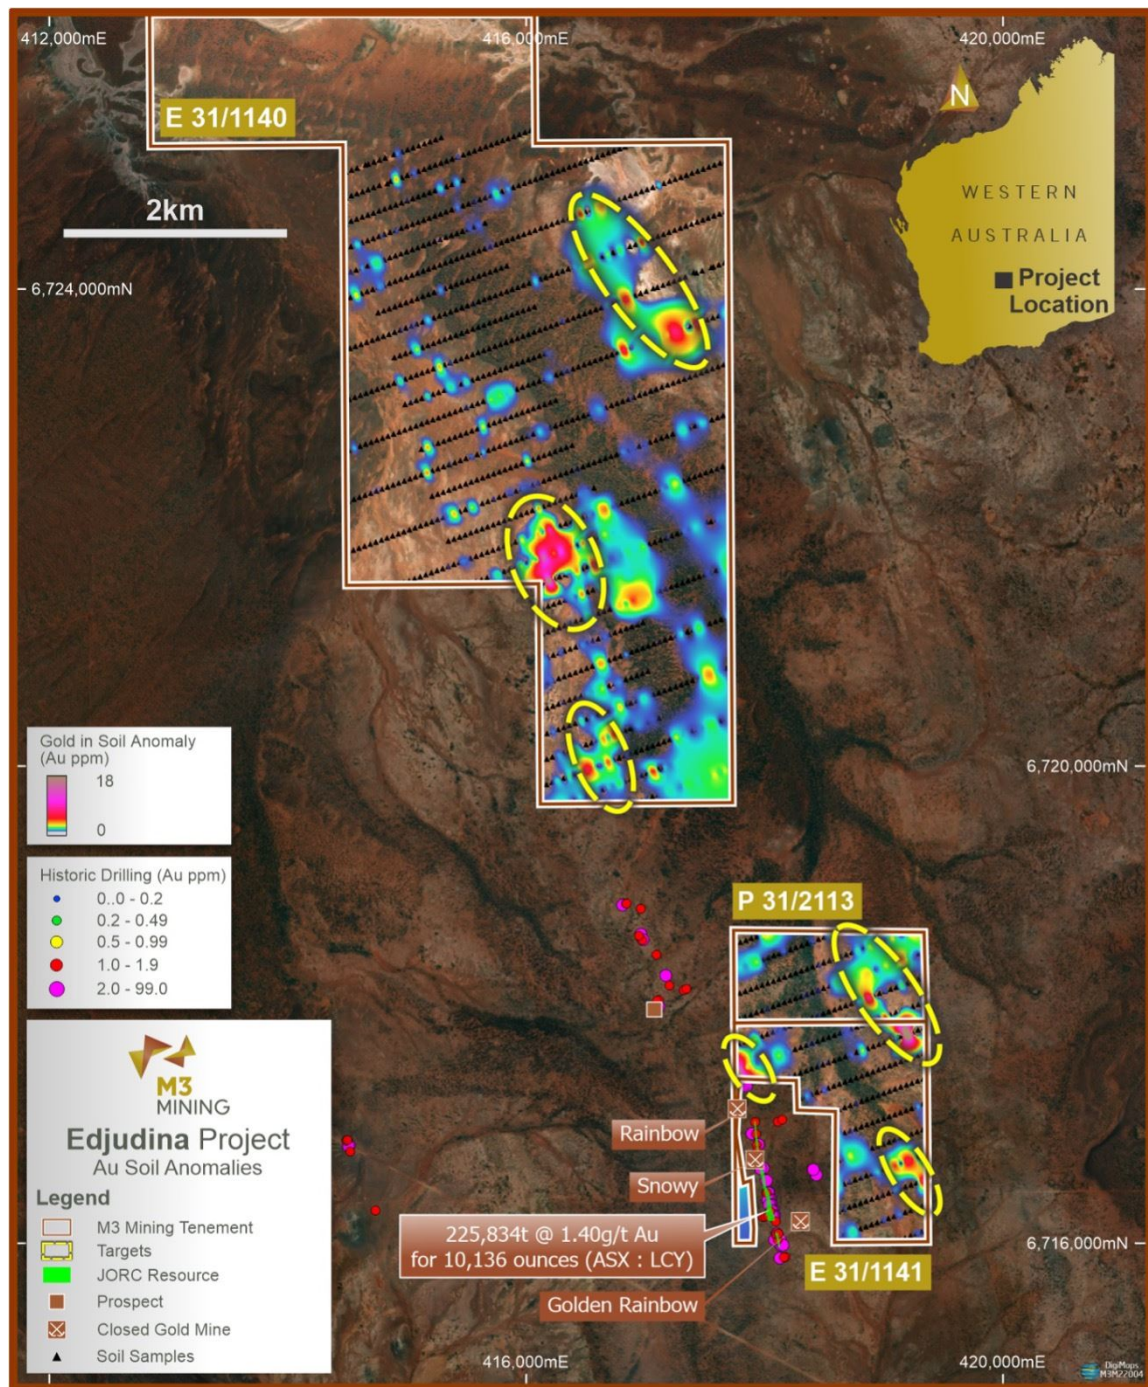 412,000mE
416,000mE
420,000mE
E 31/1140
N
WESTERN
AUSTRALIA
Project
Location
2km
6,724,000mN
Gold in Soil Anomaly
(Au ppm)
18
0
6,720,000mN
Historic Drilling (Au ppm)
0..0 - 0.2
0.2 - 0.49
0.5 - 0.99
1.0 - 1.9
2.0 - 99.0
P 31/2113
M3
MINING
Edjudina Project
Au Soil Anomalies
Legend
M3 Mining Tenement
Targets
JORC Resource
Prospect
Closed Gold Mine
Soil Samples
Rainbow
Snowy
225,834t @ 1.40g/t Au
for 10,136 ounces (ASX : LCY)
Golden Rainbow
6,716,000mN
E 31/1141
416,000mE
420,000mE
DigiMaps
M3M22004